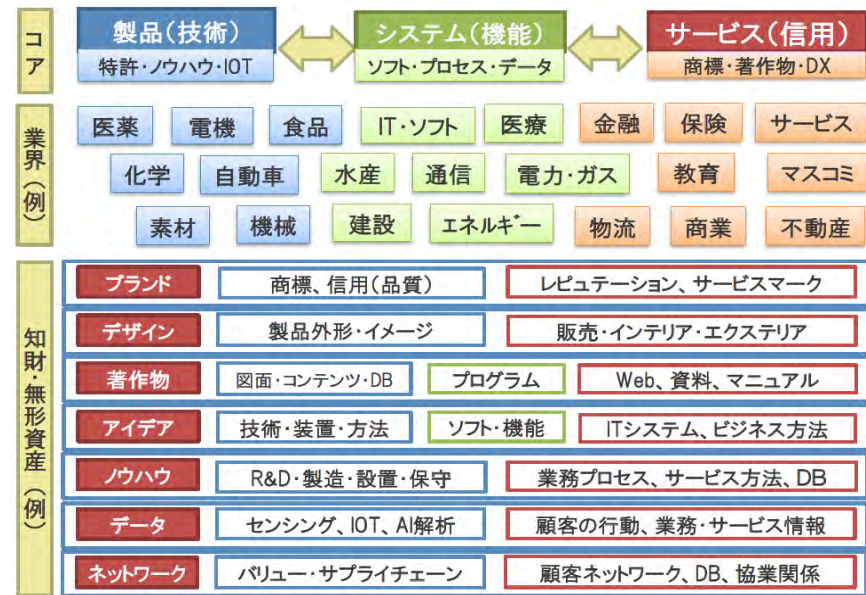 コア
製品(技術)
特許・ノウハウ・IOT
システム(機能)
ソフト・プロセス・データ
サービス(信用)
商標・著作物・DX
業界(例)
医薬 電機 食品 IT・ソフト 医療 金融 保険 サービス
化学 自動車 水産 通信 電力・ガス 教育 マスコミ
素材 機械 建設 エネルギー 物流 商業 不動産
知財・無形資産(例)
ブランド 商標、信用(品質) レピュテーション、サービスマーク
デザイン 製品外形・イメージ 販売・インテリア・エクステリア
著作物 図面・コンテンツ・DB プログラム Web、資料、マニュアル
アイデア 技術・装置・方法 ソフト・機能 ITシステム、ビジネス方法
ノウハウ R&D・製造・設置・保守 業務プロセス、サービス方法、DB
データ センシング、IOT、AI解析 顧客の行動、業務・サービス情報
ネットワーク バリュー・サプライチェーン 顧客ネットワーク、DB、協業関係